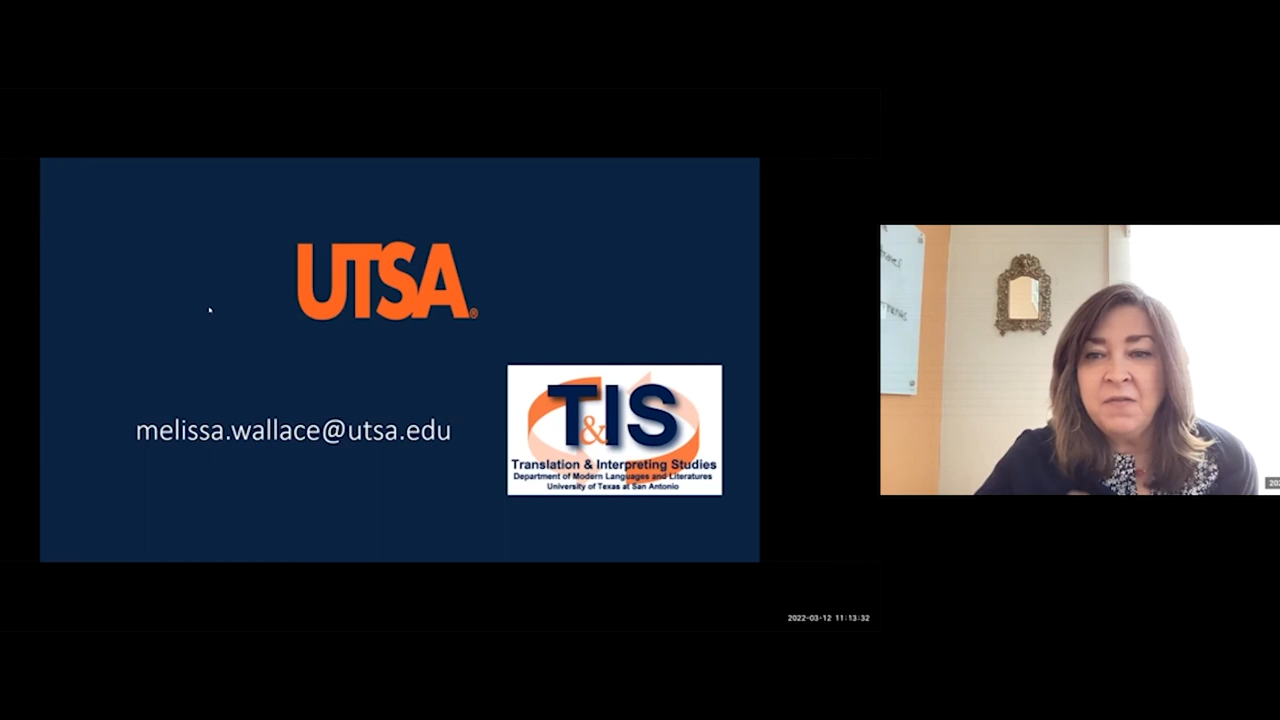 UTSA®
melissa.wallace@utsa.edu
T&IS
Translation & Interpreting Studies
Department of Modern Languages and Literatures
University of Texas at San Antonio
2022-03-12 11:13:32